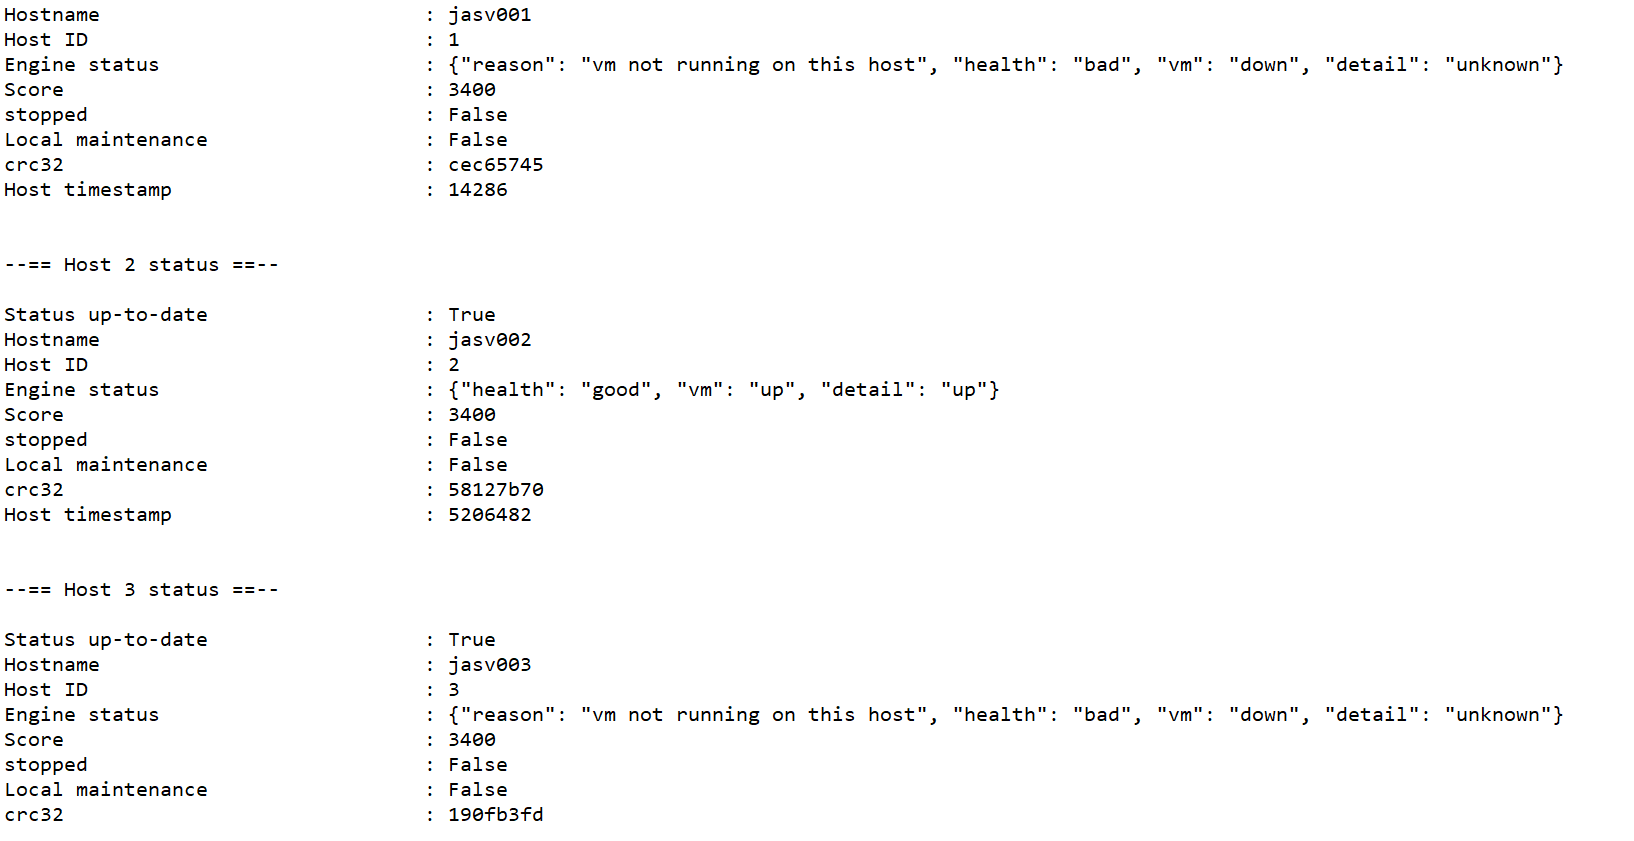 Hostname : jasv001
Host ID : 1
Engine status : {"reason": "vm not running on this host", "health": "bad", "vm": "down", "detail": "unknown"}
Score : 3400
stopped : False
Local maintenance : False
crc32 : cec65745
Host timestamp : 14286
--== Host 2 status ==--
Status up-to-date : True
Hostname : jasv002
Host ID : 2
Engine status : {"health": "good", "vm": "up", "detail": "up"}
Score : 3400
stopped : False
Local maintenance : False
crc32 : 58127b70
Host timestamp : 5206482
--== Host 3 status ==--
Status up-to-date : True
Hostname : jasv003
Host ID : 3
Engine status : {"reason": "vm not running on this host", "health": "bad", "vm": "down", "detail": "unknown"}
Score : 3400
stopped : False
Local maintenance : False
crc32 : 190fb3fd